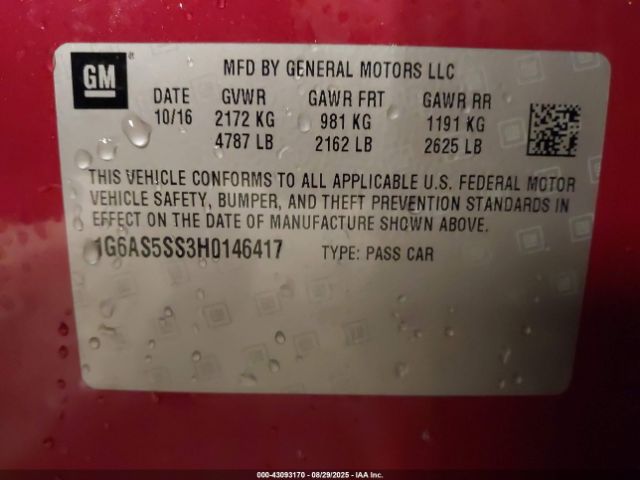 GM ®
MFD BY GENERAL MOTORS LLC
DATE GVWR GAWR FRT GAWR RR
10/16 2172 KG 981 KG 1191 KG
4787 LB 2162 LB 2625 LB
THIS VEHICLE CONFORMS TO ALL APPLICABLE U.S. FEDERAL MOTOR
VEHICLE SAFETY, BUMPER, AND THEFT PREVENTION STANDARDS IN
EFFECT ON THE DATE OF MANUFACTURE SHOWN ABOVE.
1G6AS5SS3H0146417 TYPE: PASS CAR
000-43093170 - 08/29/2025 - IAA Inc.